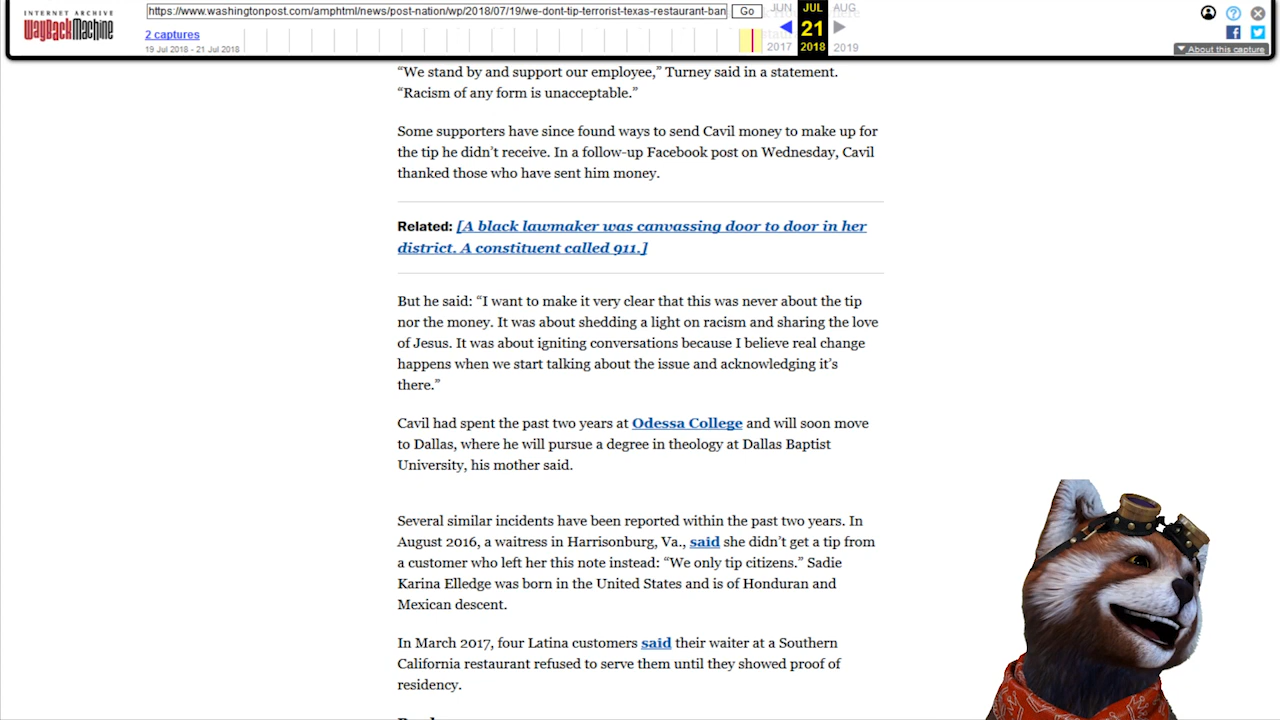 INTERNET ARCHIVE
WayBackMachine
https://www.washingtonpost.com/amphtml/news/post-nation/wp/2018/07/19/we-dont-tip-terrorist-texas-restaurant-ban
Go
JUN
JUL
AUG
2 captures
21
19 Jul 2018 - 21 Jul 2018
2017
2018
2019
About this capture
“We stand by and support our employee,” Turney said in a statement.
“Racism of any form is unacceptable.”
Some supporters have since found ways to send Cavil money to make up for
the tip he didn’t receive. In a follow-up Facebook post on Wednesday, Cavil
thanked those who have sent him money.
Related: [A black lawmaker was canvassing door to door in her
district. A constituent called 911.]
But he said: “I want to make it very clear that this was never about the tip
nor the money. It was about shedding a light on racism and sharing the love
of Jesus. It was about igniting conversations because I believe real change
happens when we start talking about the issue and acknowledging it’s
there.”
Cavil had spent the past two years at Odessa College and will soon move
to Dallas, where he will pursue a degree in theology at Dallas Baptist
University, his mother said.
Several similar incidents have been reported within the past two years. In
August 2016, a waitress in Harrisonburg, Va., said she didn’t get a tip from
a customer who left her this note instead: “We only tip citizens.” Sadie
Karina Elledge was born in the United States and is of Honduran and
Mexican descent.
In March 2017, four Latina customers said their waiter at a Southern
California restaurant refused to serve them until they showed proof of
residency.